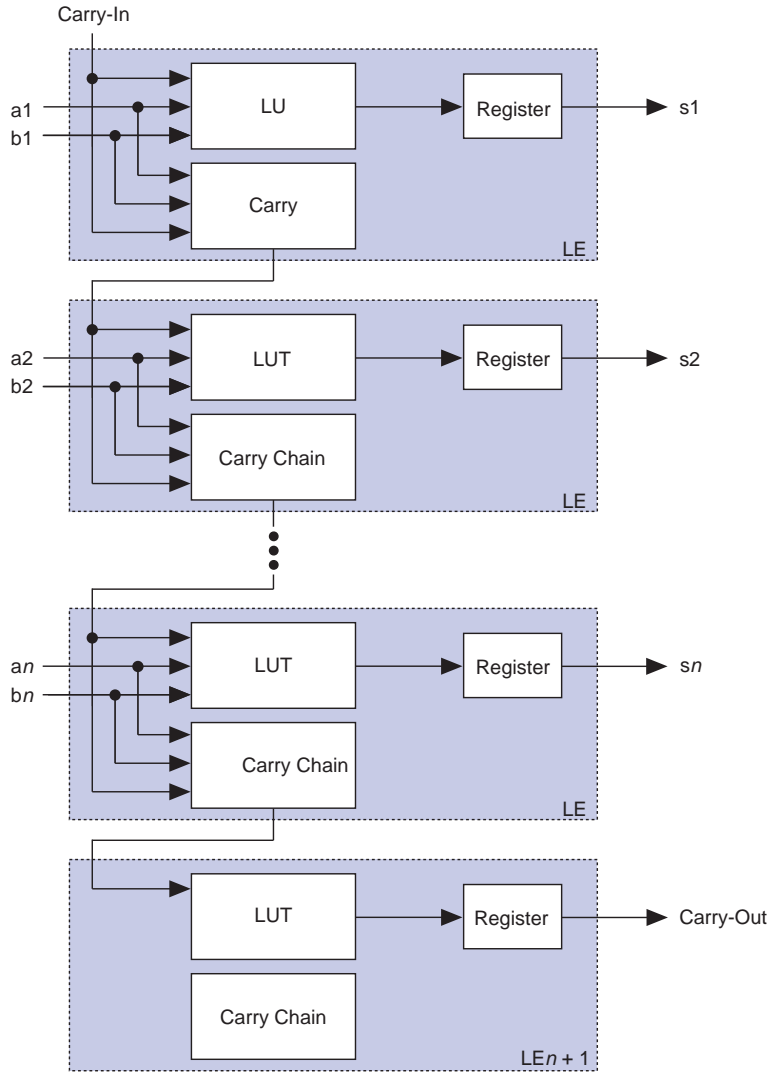 Carry-In
a1
b1
LU
Register
s1
Carry
LE
a2
b2
LUT
Register
s2
Carry Chain
LE
an
bn
LUT
Register
sn
Carry Chain
LE
LUT
Register
Carry-Out
Carry Chain
LEn + 1